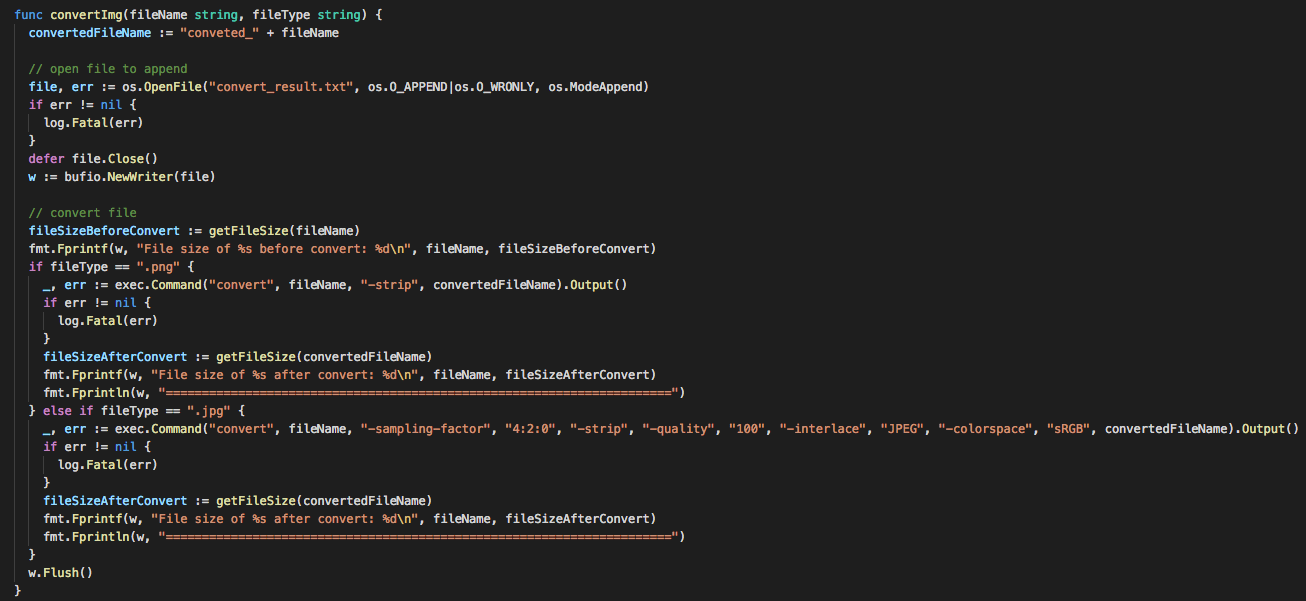 func convertImg(fileName string, fileType string) {
convertedFileName := "conveted_" + fileName
// open file to append
file, err := os.OpenFile("convert_result.txt", os.O_APPEND|os.O_WRONLY, os.ModeAppend)
if err != nil {
log.Fatal(err)
}
defer file.Close()
w := bufio.NewWriter(file)
// convert file
fileSizeBeforeConvert := getFileSize(fileName)
fmt.Fprintf(w, "File size of %s before convert: %d\n", fileName, fileSizeBeforeConvert)
if fileType == ".png" {
_, err := exec.Command("convert", fileName, "-strip", convertedFileName).Output()
if err != nil {
log.Fatal(err)
}
fileSizeAfterConvert := getFileSize(convertedFileName)
fmt.Fprintf(w, "File size of %s after convert: %d\n", fileName, fileSizeAfterConvert)
fmt.Fprintln(w, "======================================================================")
} else if fileType == ".jpg" {
_, err := exec.Command("convert", fileName, "-sampling-factor", "4:2:0", "-strip", "-quality", "100", "-interlace", "JPEG", "-colorspace", "sRGB", convertedFileName).Output()
if err != nil {
log.Fatal(err)
}
fileSizeAfterConvert := getFileSize(convertedFileName)
fmt.Fprintf(w, "File size of %s after convert: %d\n", fileName, fileSizeAfterConvert)
fmt.Fprintln(w, "======================================================================")
}
w.Flush()
}